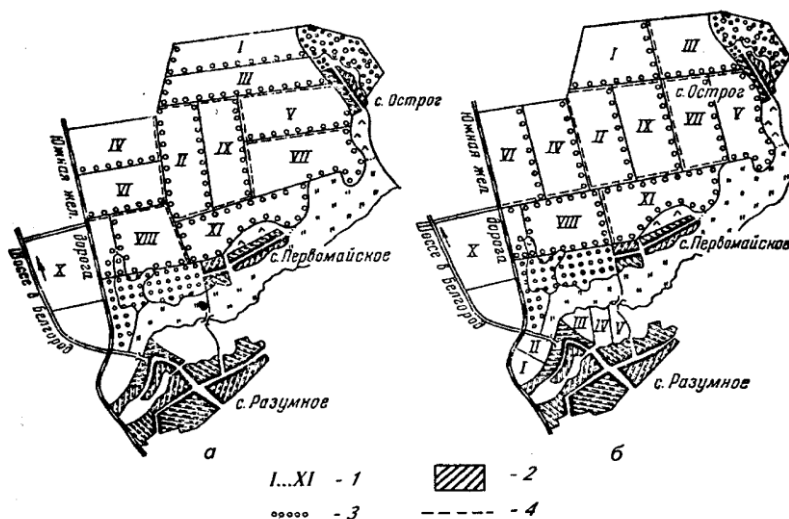 I
III
с. Острог
V
IV
II
IX
VII
VI
XI
VIII
X
Южная жел. дорога
Шоссе в Белгород
с. Первомайское
с. Разумное
а
I
III
с. Острог
VI
IV
II
IX
VII
V
XI
VIII
X
Южная жел. дорога
Шоссе в Белгород
с. Первомайское
III IV V
II
I
с. Разумное
б
I...XI - 1
- 2
- 3
- 4